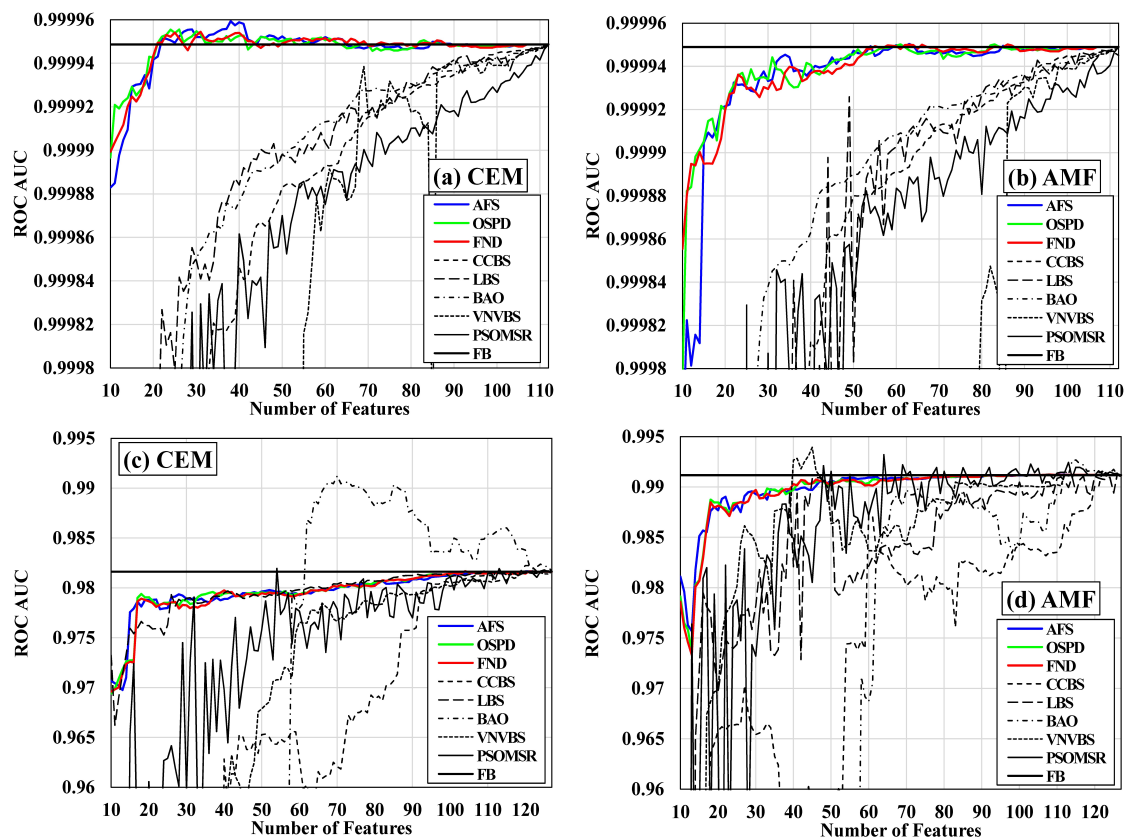 0.99996
0.99994
0.99992
0.9999
0.99988
0.99986
0.99984
0.99982
0.9998
ROC AUC
10 20 30 40 50 60 70 80 90 100 110
Number of Features
(a) CEM
AFS
OSPD
FND
CCBS
LBS
BAO
VNVBS
PSOMSR
FB
0.99996
0.99994
0.99992
0.9999
0.99988
0.99986
0.99984
0.99982
0.9998
ROC AUC
10 20 30 40 50 60 70 80 90 100 110
Number of Features
(b) AMF
AFS
OSPD
FND
CCBS
LBS
BAO
VNVBS
PSOMSR
FB
0.995
0.99
0.985
0.98
0.975
0.97
0.965
0.96
ROC AUC
10 20 30 40 50 60 70 80 90 100 110 120
Number of Features
(c) CEM
AFS
OSPD
FND
CCBS
LBS
BAO
VNVBS
PSOMSR
FB
0.995
0.99
0.985
0.98
0.975
0.97
0.965
0.96
ROC AUC
10 20 30 40 50 60 70 80 90 100 110 120
Number of Features
(d) AMF
AFS
OSPD
FND
CCBS
LBS
BAO
VNVBS
PSOMSR
FB